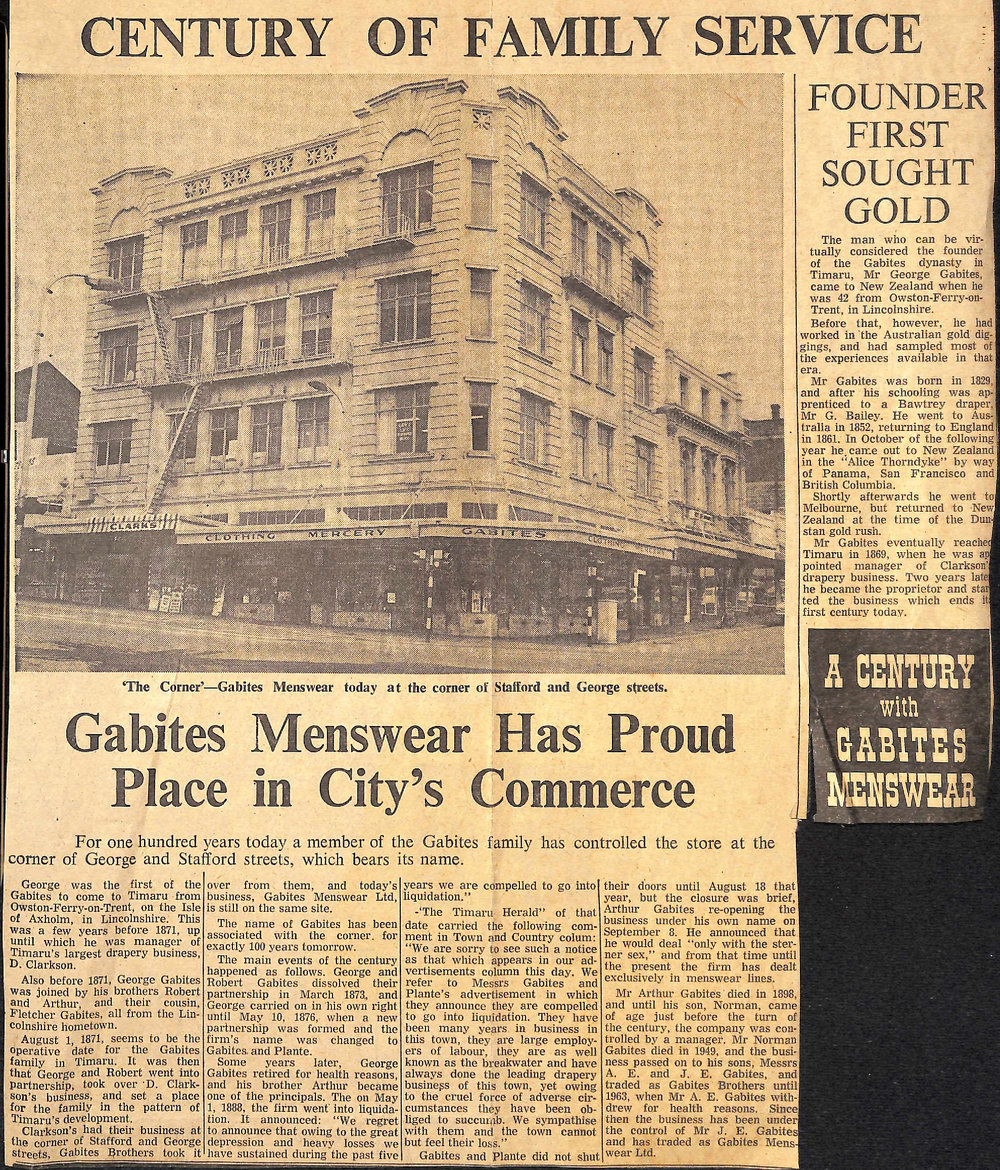 CENTURY OF FAMILY SERVICE
CLARKS
CLOTHING MERCERY GABITES
'The Corner'—Gabites Menswear today at the corner of Stafford and George streets.
Gabites Menswear Has Proud
Place in City's Commerce
For one hundred years today a member of the Gabites family has controlled the store at the
corner of George and Stafford streets, which bears its name.
George was the first of the
Gabites to come to Timaru from
Owston-Ferry-on-Trent, on the Isle
of Axholm, in Lincolnshire. This
was a few years before 1871, up
until which he was manager of
Timaru's largest drapery business,
D. Clarkson.
Also before 1871, George Gabites
was joined by his brothers Robert
and Arthur, and their cousin,
Fletcher Gabites, all from the Lin-
colnshire hometown.
August 1, 1871, seems to be the
operative date for the Gabites
family in Timaru. It was then
that George and Robert went into
partnership, took over D. Clark-
son's business, and set a place
for the family in the pattern of
Timaru's development.
Clarkson's had their business at
the corner of Stafford and George
streets, Gabites Brothers took it
over from them, and today's
business, Gabites Menswear Ltd,
is still on the same site.
The name of Gabites has been
associated with the corner for
exactly 100 years tomorrow.
The main events of the century
happened as follows. George and
Robert Gabites dissolved their
partnership in March 1873, and
George carried on in his own right
until May 10, 1876, when a new
partnership was formed and the
firm's name was changed to
Gabites and Plante.
Some years later, George
Gabites retired for health reasons,
and his brother Arthur became
one of the principals. The on May
1, 1888, the firm went into liquida-
tion. It announced: "We regret
to announce that owing to the great
depression and heavy losses we
have sustained during the past five
years we are compelled to go into
liquidation."
-"The Timaru Herald" of that
date carried the following com-
ment in Town and Country colum:
"We are sorry to see such a notice
as that which appears in our ad-
vertisements column this day. We
refer to Messrs Gabites and
Plante's advertisement in which
they announce they are compelled
to go into liquidation. They have
been many years in business in
this town, they are large employ-
ers of labour, they are as well
known as the breakwater and have
always done the leading drapery
business of this town, yet owing
to the cruel force of adverse cir-
cumstances they have been ob-
liged to succumb. We sympathise
with them and the town cannot
but feel their loss."
Gabites and Plante did not shut
their doors until August 18 that
year, but the closure was brief,
Arthur Gabites re-opening the
business under his own name on
September 8. He announced that
he would deal "only with the ster-
ner sex," and from that time until
the present the firm has dealt
exclusively in menswear lines.
Mr Arthur Gabites died in 1898,
and until his son, Norman, came
of age just before the turn of
the century, the company was con-
trolled by a manager. Mr Norman
Gabites died in 1949, and the busi-
ness passed on to his sons, Messrs
A. E. and J. E. Gabites, and
traded as Gabites Brothers until
1963, when Mr A. E. Gabites with-
drew for health reasons. Since
then the business has been under
the control of Mr J. E. Gabites
and has traded as Gabites Mens-
wear Ltd.
FOUNDER
FIRST
SOUGHT
GOLD
The man who can be vir-
tually considered the founder
of the Gabites dynasty in
Timaru, Mr George Gabites,
came to New Zealand when he
was 42 from Owston-Ferry-on-
Trent, in Lincolnshire.
Before that, however, he had
worked in the Australian gold dig-
gings, and had sampled most of
the experiences available in that
era.
Mr Gabites was born in 1829,
and after his schooling was ap-
prenticed to a Bawtrey draper,
Mr G. Bailey. He went to Aus-
tralia in 1852, returning to England
in 1861. In October of the following
year he came out to New Zealand
in the "Alice Thorndyke" by way
of Panama, San Francisco and
British Columbia.
Shortly afterwards he went to
Melbourne, but returned to New
Zealand at the time of the Dun-
stan gold rush.
Mr Gabites eventually reached
Timaru in 1869, when he was ap
pointed manager of Clarkson'
drapery business. Two years late
he became the proprietor and star
ted the business which ends it
first century today.
A CENTURY
with
GABITES
MENSWEAR